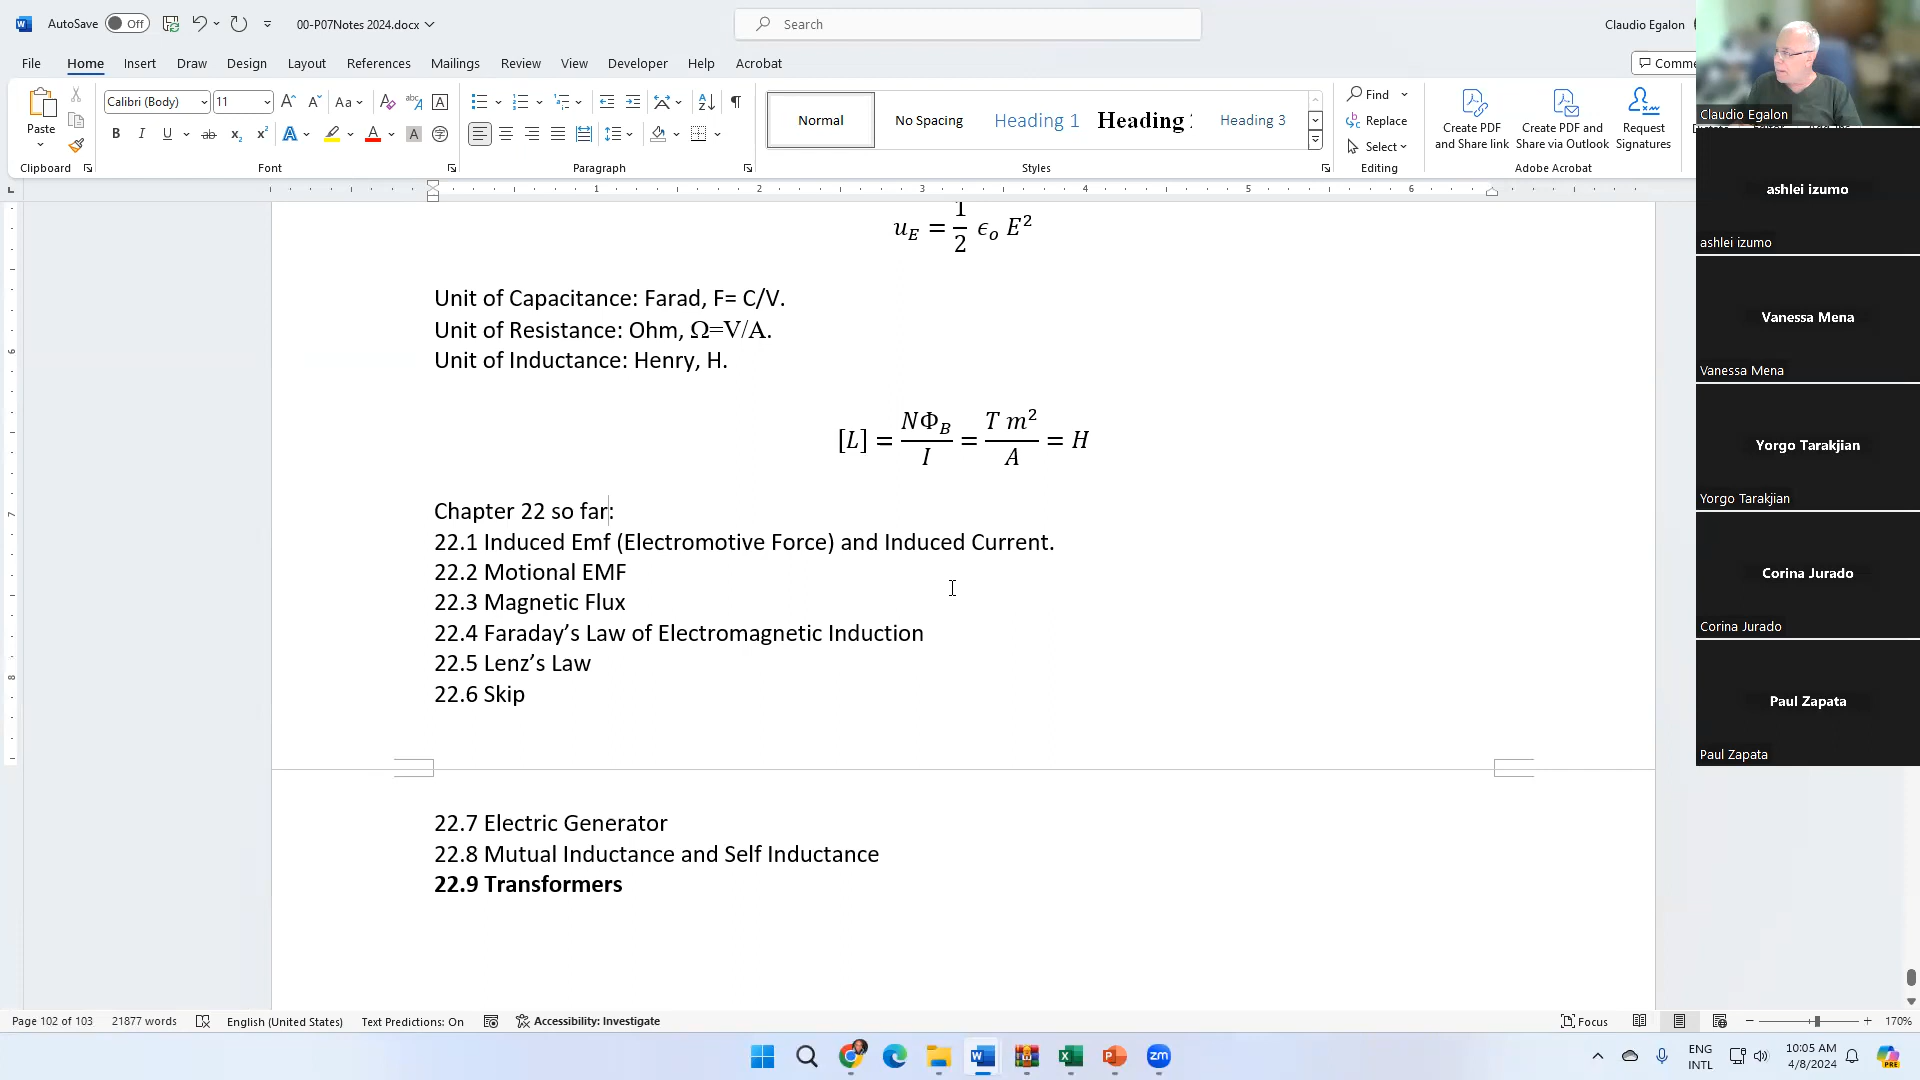 AutoSave Off
00-P07Notes 2024.docx
Search
Claudio Egalon
File Home Insert Draw Design Layout References Mailings Review View Developer Help Acrobat
Comme
Paste
Clipboard
Calibri (Body) 11
Font
Paragraph
Normal
No Spacing
Heading 1
Heading 2
Heading 3
Styles
Find
Replace
Select
Editing
Create PDF and Share link
Create PDF and Share via Outlook
Request Signatures
Adobe Acrobat
1 2 3 4 5 6
u_E = 1/2 ϵ_o E²
Unit of Capacitance: Farad, F= C/V.
Unit of Resistance: Ohm, Ω=V/A.
Unit of Inductance: Henry, H.
[L] = NΦ_B / I = T m² / A = H
Chapter 22 so far:
22.1 Induced Emf (Electromotive Force) and Induced Current.
22.2 Motional EMF
22.3 Magnetic Flux
22.4 Faraday’s Law of Electromagnetic Induction
22.5 Lenz’s Law
22.6 Skip
22.7 Electric Generator
22.8 Mutual Inductance and Self Inductance
22.9 Transformers
Claudio Egalon
ashlei izumo
ashlei izumo
Vanessa Mena
Vanessa Mena
Yorgo Tarakjian
Yorgo Tarakjian
Corina Jurado
Corina Jurado
Paul Zapata
Paul Zapata
Page 102 of 103
21877 words
English (United States)
Text Predictions: On
Accessibility: Investigate
Focus
170%
ENG
INTL
10:05 AM
4/8/2024